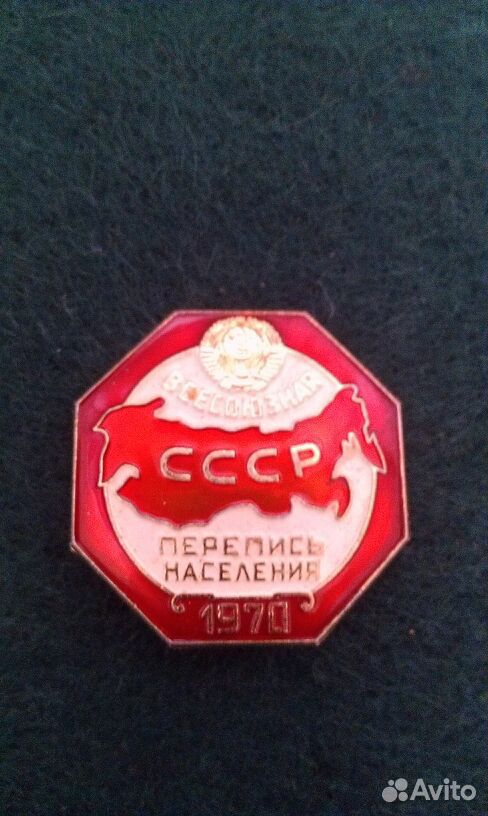 ВСЕСОЮЗНАЯ
СССР
ПЕРЕПИСЬ
НАСЕЛЕНИЯ
1970
Avito